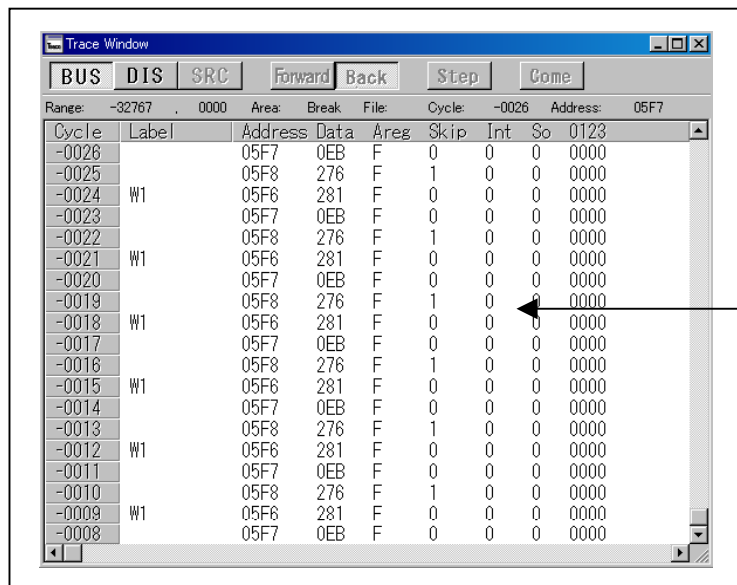 Trace Window
BUS DIS SRC Forward Back Step Come
Range: -32767 , 0000 Area: Break File: Cycle: -0026 Address: 05F7
Cycle Label Address Data Areg Skip Int So 0123
-0026 05F7 0EB F 0 0 0 0000
-0025 05F8 276 F 1 0 0 0000
-0024 W1 05F6 281 F 0 0 0 0000
-0023 05F7 0EB F 0 0 0 0000
-0022 05F8 276 F 1 0 0 0000
-0021 W1 05F6 281 F 0 0 0 0000
-0020 05F7 0EB F 0 0 0 0000
-0019 05F8 276 F 1 0 0 0000
-0018 W1 05F6 281 F 0 0 0 0000
-0017 05F7 0EB F 0 0 0 0000
-0016 05F8 276 F 1 0 0 0000
-0015 W1 05F6 281 F 0 0 0 0000
-0014 05F7 0EB F 0 0 0 0000
-0013 05F8 276 F 1 0 0 0000
-0012 W1 05F6 281 F 0 0 0 0000
-0011 05F7 0EB F 0 0 0 0000
-0010 05F8 276 F 1 0 0 0000
-0009 W1 05F6 281 F 0 0 0 0000
-0008 05F7 0EB F 0 0 0 0000